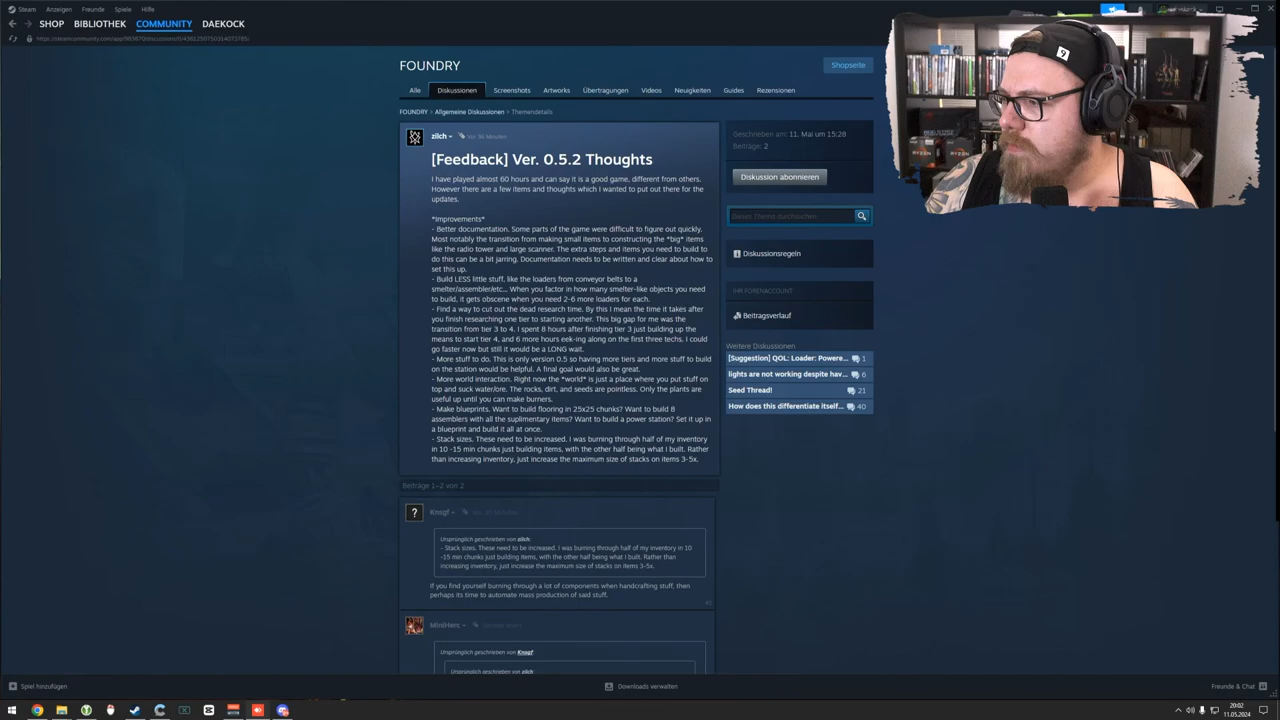 Steam Anzeigen Freunde Spiele Hilfe
SHOP BIBLIOTHEK COMMUNITY DAEKOCK
FOUNDRY
Shopseite
Alle Diskussionen Screenshots Artworks Übertragungen Videos Neuigkeiten Guides Rezensionen
FOUNDRY > Allgemeine Diskussionen > Themendetails
zilch
Vor 36 Minuten
[Feedback] Ver. 0.5.2 Thoughts
I have played almost 60 hours and can say it is a good game, different from others.
However there are a few items and thoughts which I wanted to put out there for the
updates.
*Improvements*
- Better documentation. Some parts of the game were difficult to figure out quickly.
Most notably the transition from making small items to constructing the *big* items
like the radio tower and large scanner. The extra steps and items you need to build to
do this can be a bit jarring. Documentation needs to be written and clear about how to
set this up.
- Build LESS little stuff, like the loaders from conveyor belts to a
smelter/assembler/etc... When you factor in how many smelter-like objects you need
to build, it gets obscene when you need 2-6 more loaders for each.
- Find a way to cut out the dead research time. By this I mean the time it takes after
you finish researching one tier to starting another. This big gap for me was the
transition from tier 3 to 4. I spent 8 hours after finishing tier 3 just building up the
means to start tier 4, and 6 more hours eek-ing along on the first three techs. I could
go faster now but still it would be a LONG wait.
- More stuff to do. This is only version 0.5 so having more tiers and more stuff to build
on the station would be helpful. A final goal would also be great.
- More world interaction. Right now the *world* is just a place where you put stuff on
top and suck water/ore. The rocks, dirt, and seeds are pointless. Only the plants are
useful up until you can make burners.
- Make blueprints. Want to build flooring in 25x25 chunks? Want to build 8
assemblers with all the suplimentary items? Want to build a power station? Set it up in
a blueprint and build it all at once.
- Stack sizes. These need to be increased. I was burning through half of my inventory
in 10 -15 min chunks just building items, with the other half being what I built. Rather
than increasing inventory, just increase the maximum size of stacks on items 3-5x.
Geschrieben am: 11. Mai um 15:28
Beiträge: 2
Diskussion abonnieren
Dieses Thema durchsuchen
Diskussionsregeln
IHR FORENACCOUNT
Beitragsverlauf
Weitere Diskussionen
[Suggestion] QOL: Loader: Powere... 1
lights are not working despite hav... 6
Seed Thread! 21
How does this differentiate itself... 40
Beiträge 1–2 von 2
Knogf
Ursprünglich geschrieben von zilch:
- Stack sizes. These need to be increased. I was burning through half of my inventory in 10
-15 min chunks just building items, with the other half being what I built. Rather than
increasing inventory, just increase the maximum size of stacks on items 3-5x.
If you find yourself burning through a lot of components when handcrafting stuff, then
perhaps its time to automate mass production of said stuff.
MiniHerc
Ursprünglich geschrieben von Knogf:
Ursprünglich geschrieben von zilch:
Spiel hinzufügen
Downloads verwalten
Freunde & Chat
20:02
11.05.2024